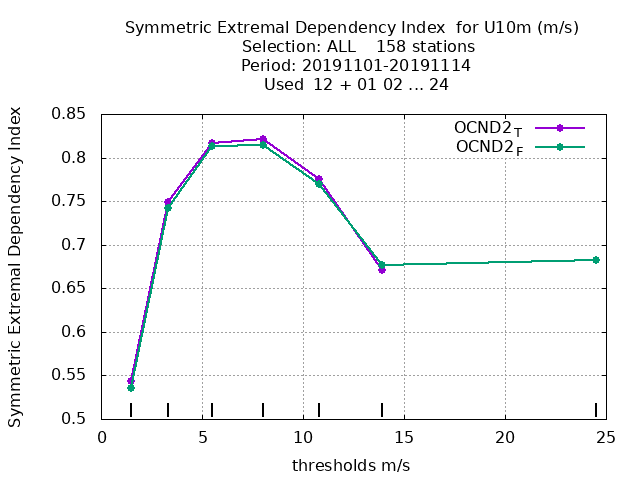 Symmetric Extremal Dependency Index  for U10m (m/s)
Selection: ALL    158 stations
Period: 20191101-20191114
Used  12 + 01 02 ... 24
OCND2T
OCND2F
Symmetric Extremal Dependency Index
0.85
0.8
0.75
0.7
0.65
0.6
0.55
0.5
0 5 10 15 20 25
thresholds m/s